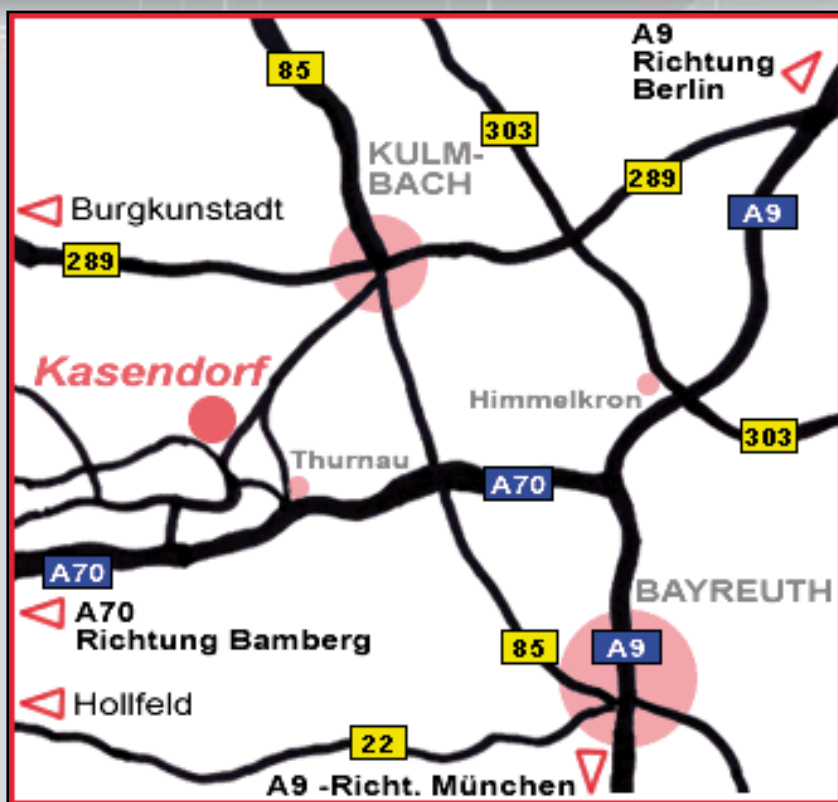 A9
Richtung
Berlin
85
303
KULM-
BACH
289
A9
Burgkunstadt
289
Kasendorf
Himmelkron
303
Thurnau
A70
A70
BAYREUTH
A70
Richtung Bamberg
85
A9
Hollfeld
22
A9 -Richt. München